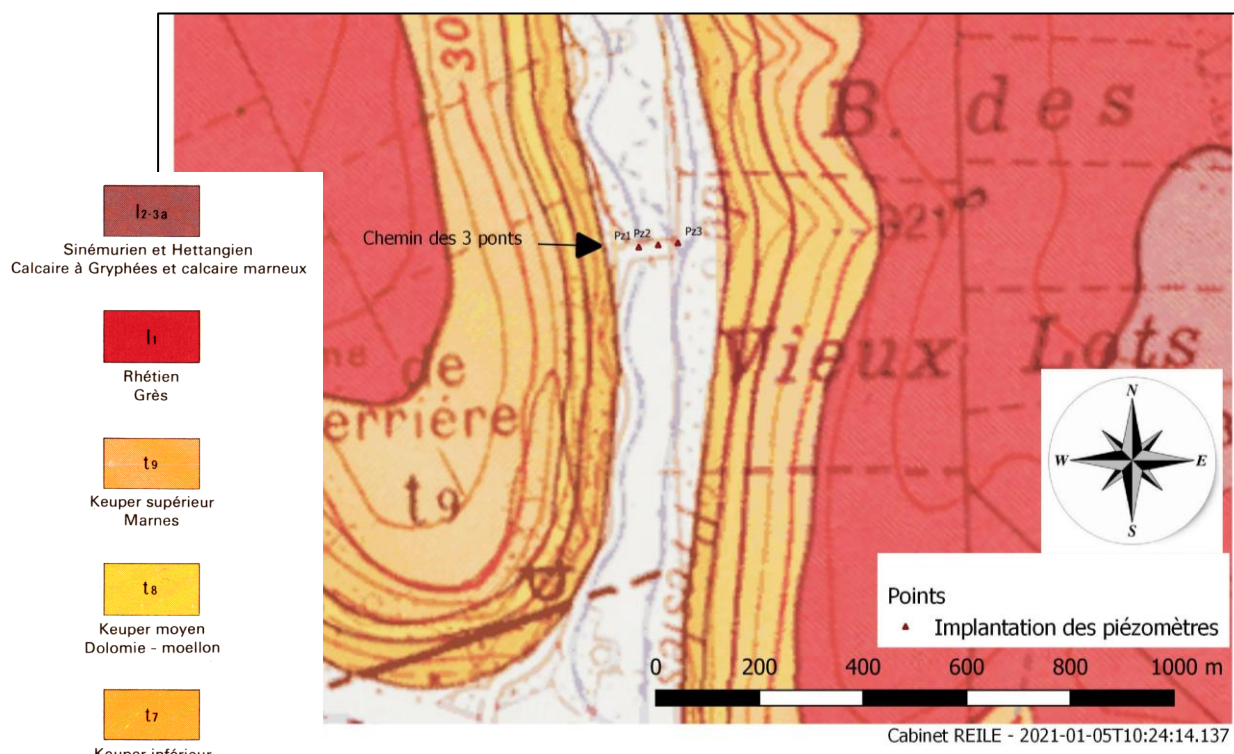 l2-3a
Sinémurien et Hettangien
Calcaire à Gryphées et calcaire marneux
l1
Rhétien
Grès
t9
Keuper supérieur
Marnes
t8
Keuper moyen
Dolomie - moellon
t7
Keuper inférieur
30
B. des
Vieux Lots
Chemin des 3 ponts
Pz1 Pz2 Pz3
de
errière
t9
N
W E
S
Points
Implantation des piézomètres
0 200 400 600 800 1000 m
Cabinet REILE - 2021-01-05T10:24:14.137